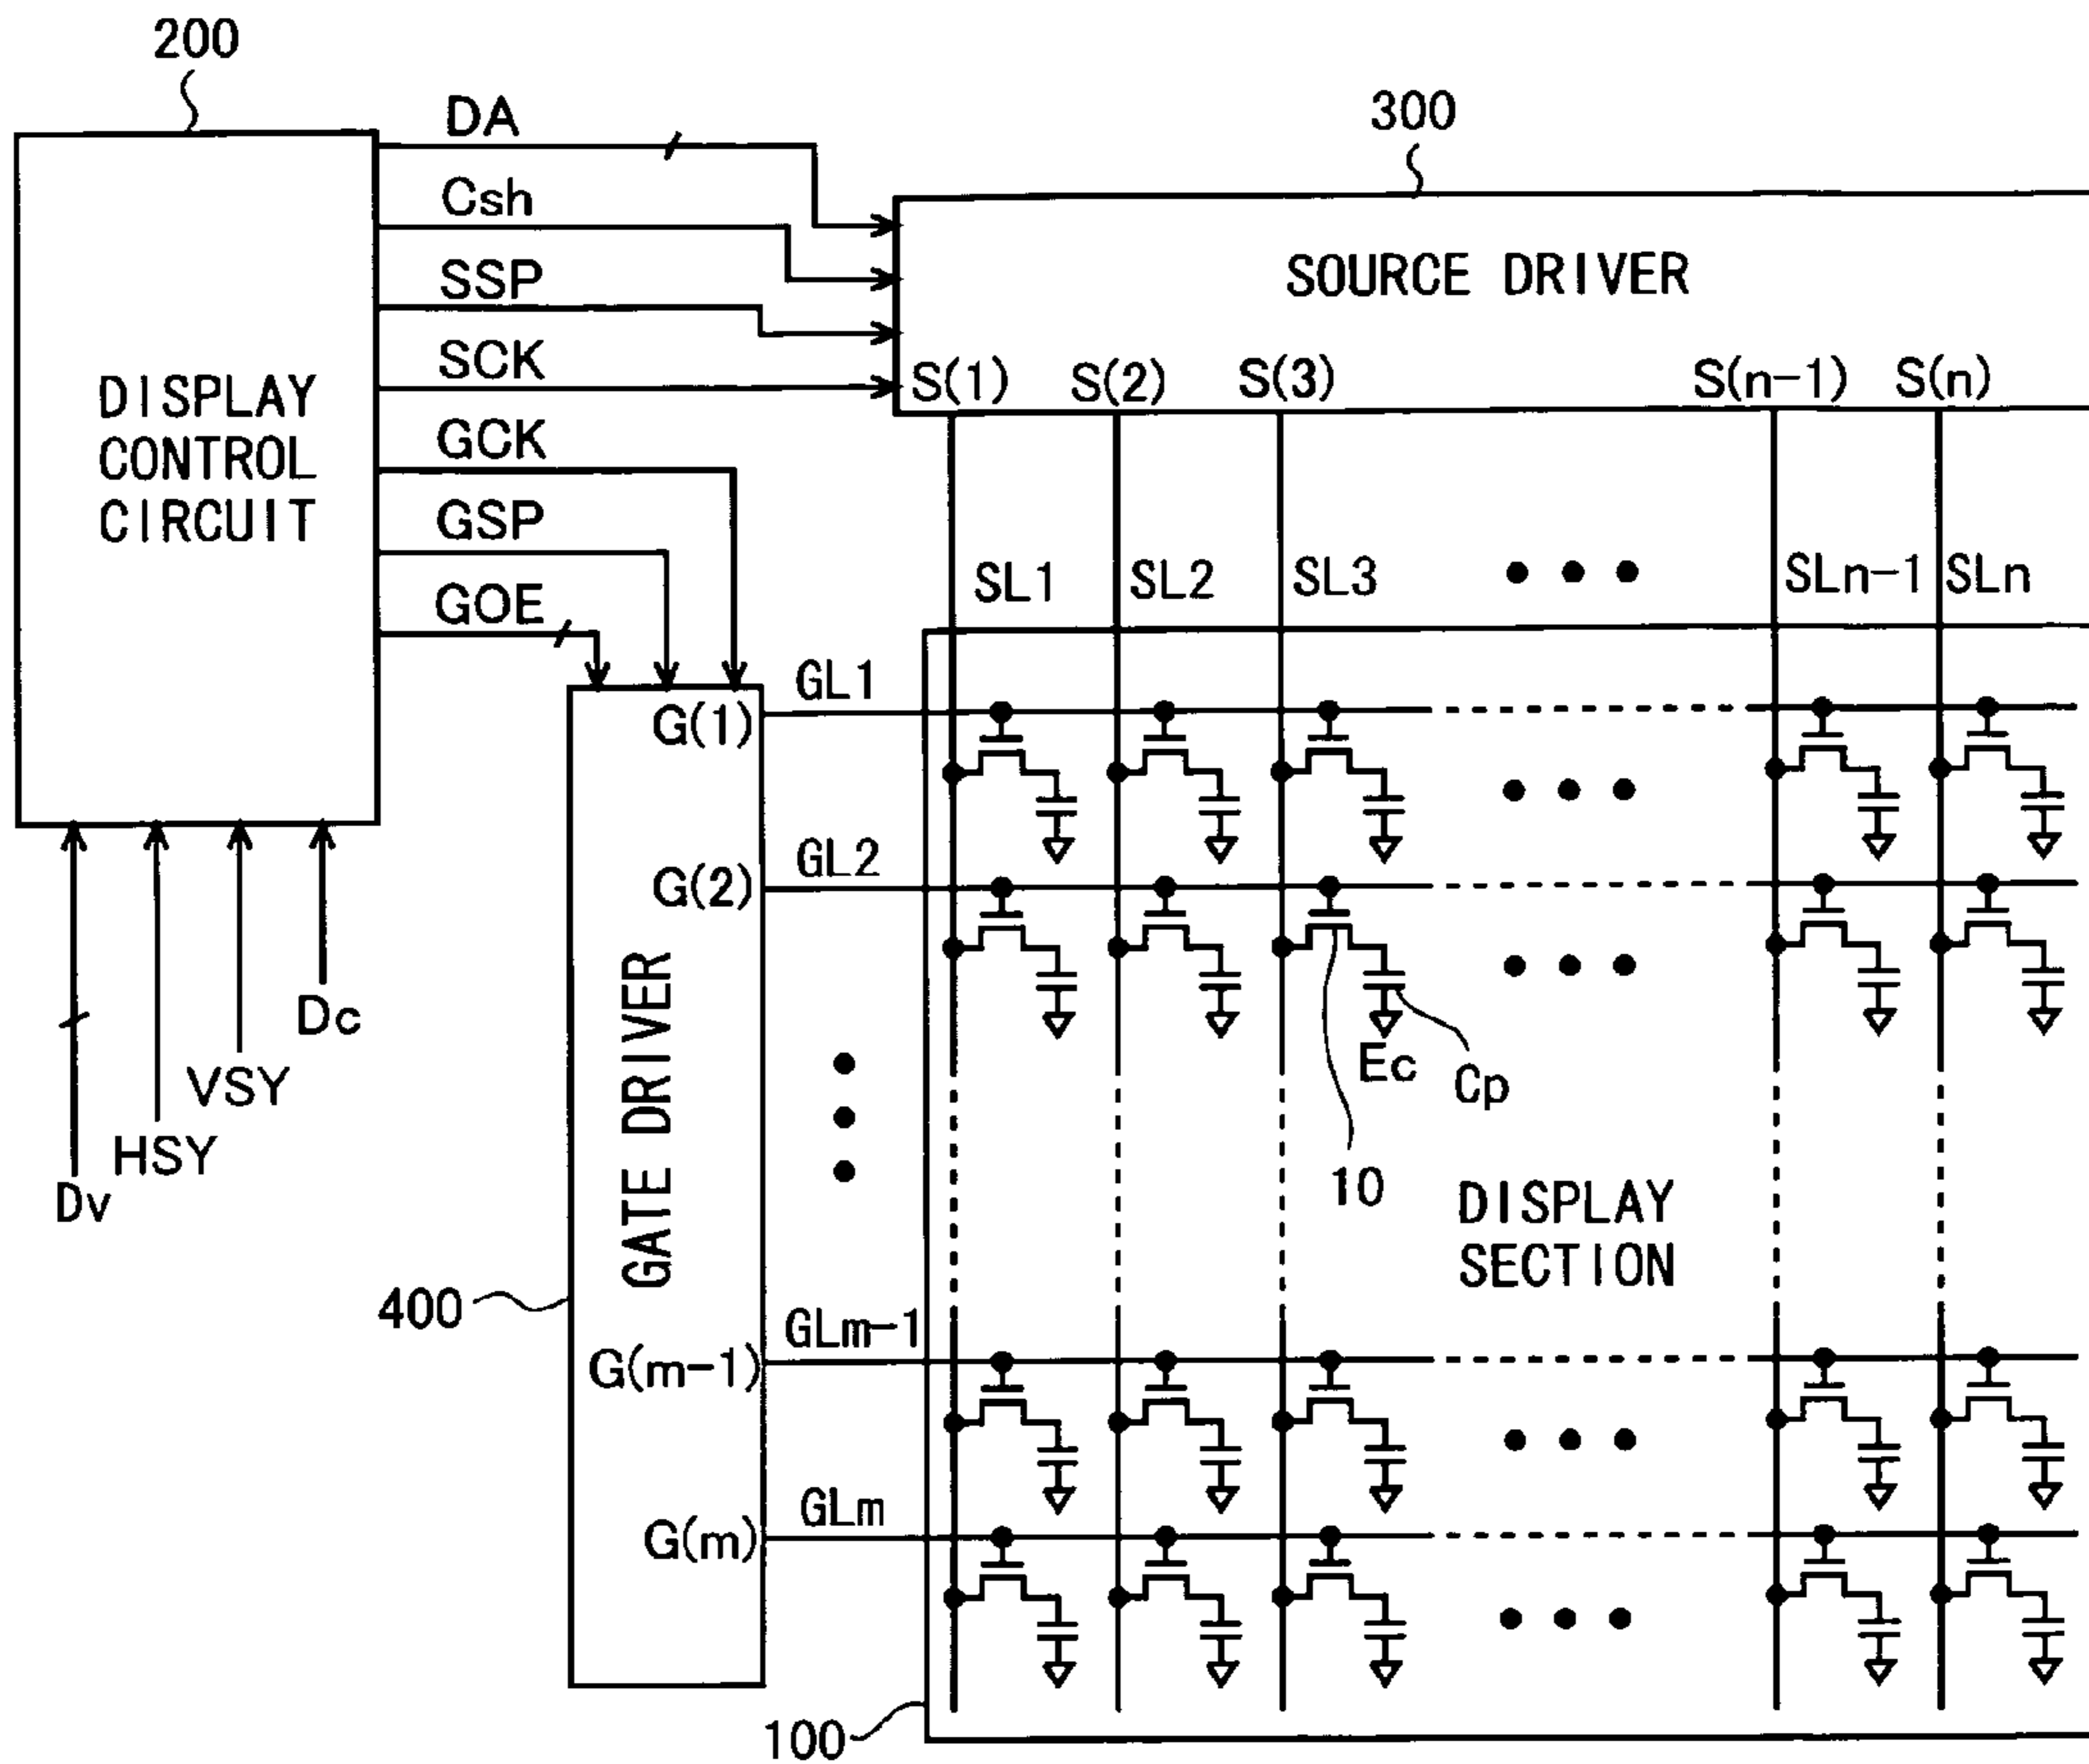 200
DA
300
Csh
SOURCE DRIVER
SSP
SCK
S(1) S(2) S(3) S(n-1) S(n)
DISPLAY
CONTROL
CIRCUIT
GCK
GSP
GOE
SL1 SL2 SL3 SLn-1 SLn
GL1
G(1)
GL2
G(2)
Dc
VSY
HSY
Dv
GATE DRIVER
Ec
Cp
10
DISPLAY
SECTION
400
GLm-1
G(m-1)
GLm
G(m)
100